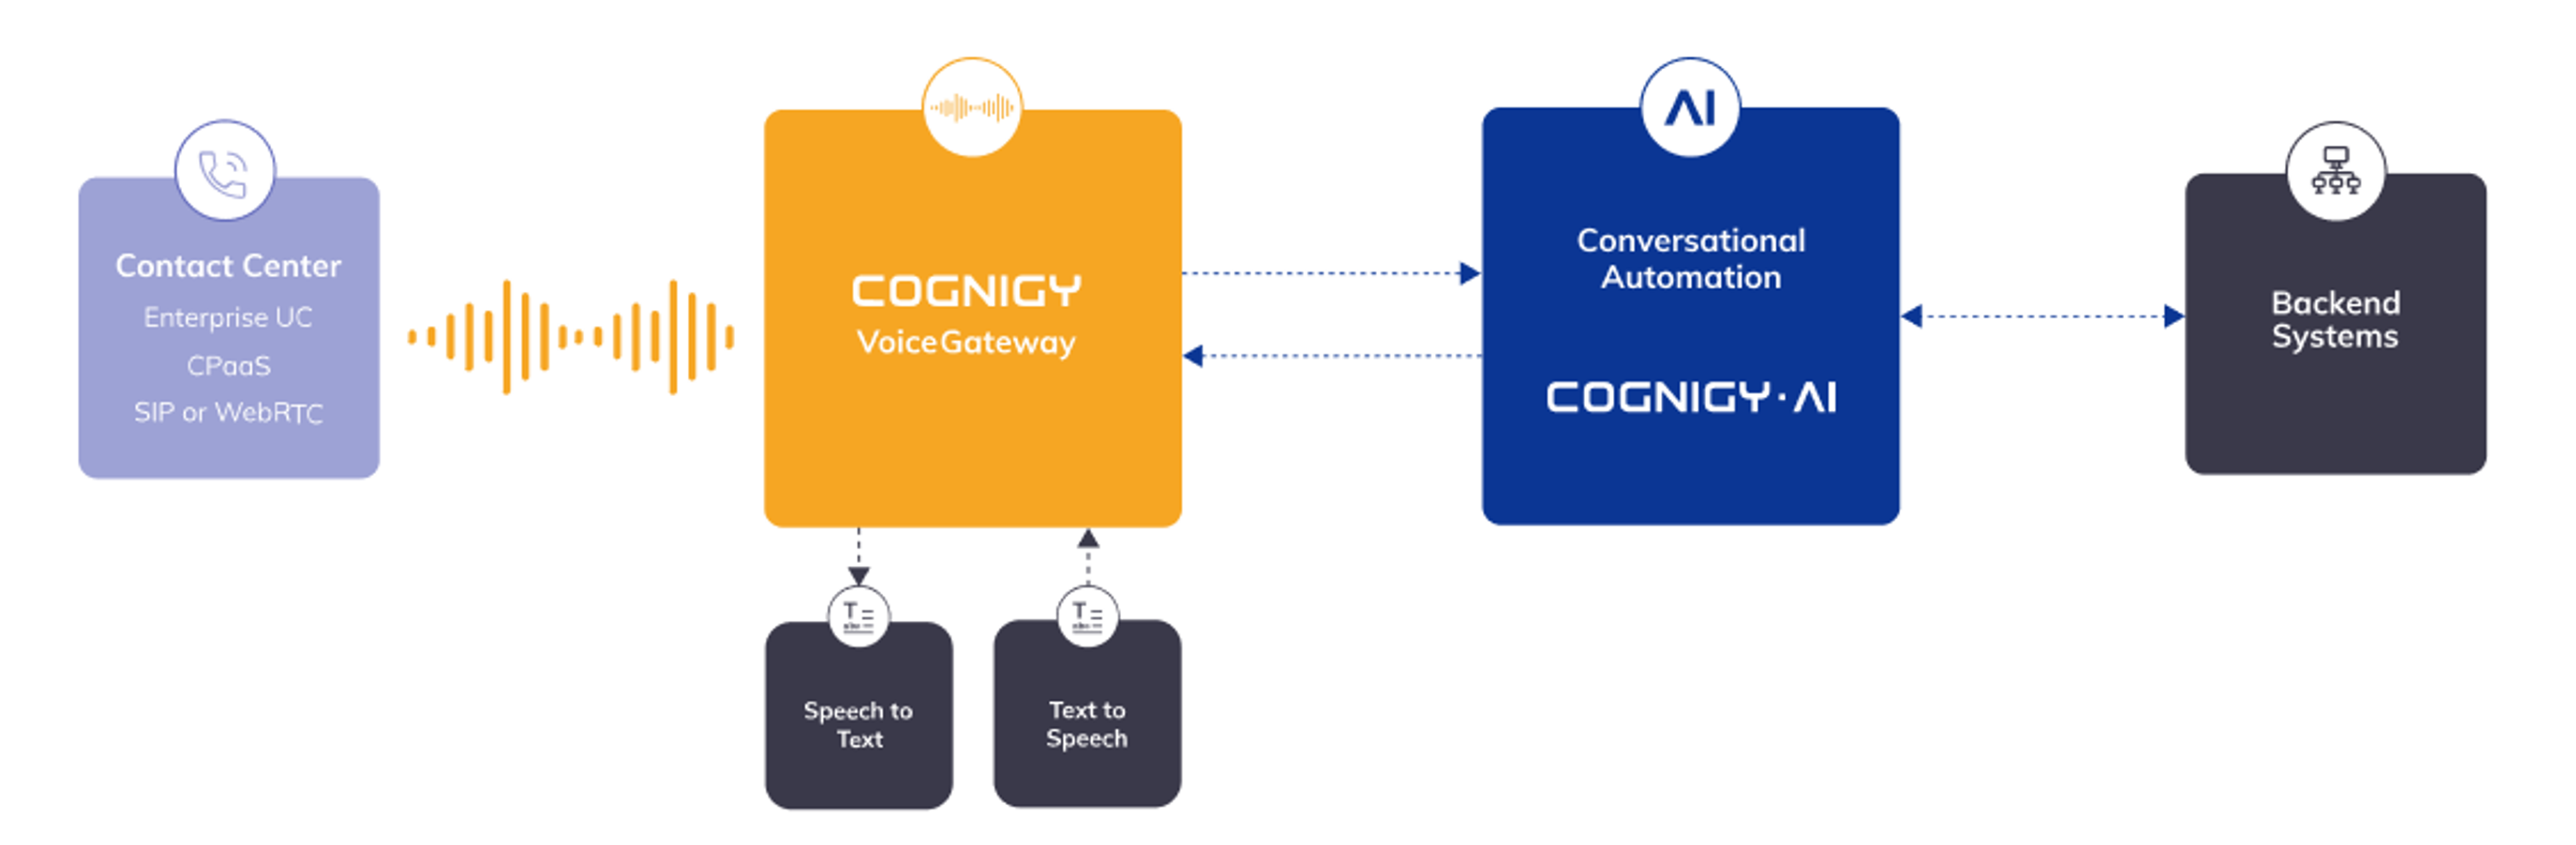 Contact Center
Enterprise UC
CPaaS
SIP or WebRTC
COGNIGY
VoiceGateway
Speech to
Text
Text to
Speech
AI
Conversational
Automation
COGNIGY·AI
Backend
Systems